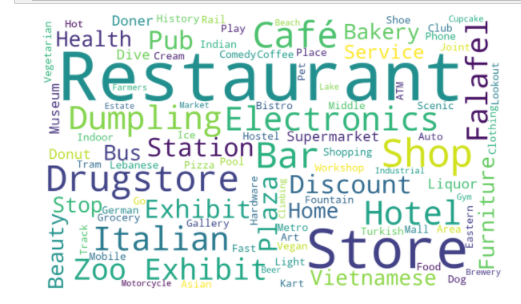 Hot
Doner
History
Rail
Beach
Shoe
Cupcake
Vegetarian
Health
Pub
Play
Café
Bakery
Club
Phone
Dive
Cream
Indian
Comedy
Coffee
Place
Service
Joint
Restaurant
Pet
Lake
ATM
Falafel
Lookout
Clothing
Museum
Farmers
Estate
Market
Bistro
Middle
Scenic
Dumpling
Electronics
Indoor
Ice
Hostel
Supermarket
Auto
Donut
Bus
Station
Bar
Shopping
Shop
Tram
Lebanese
Pizza
Pool
Workshop
Industrial
Drugstore
Hardware
Climbing
Discount
Liquor
Gym
Furniture
Stop
German
Go
Exhibit
Plaza
Fountain
Home
Hotel
Eastern
Grocery
Gallery
Beauty
Track
Italian
Fast
Metro
Art
Vegan
Turkish
Mall
Area
Store
Mobile
Zoo Exhibit
Beer
Light
Food
Brewery
Motorcycle
Asian
Kart
Vietnamese
Dog